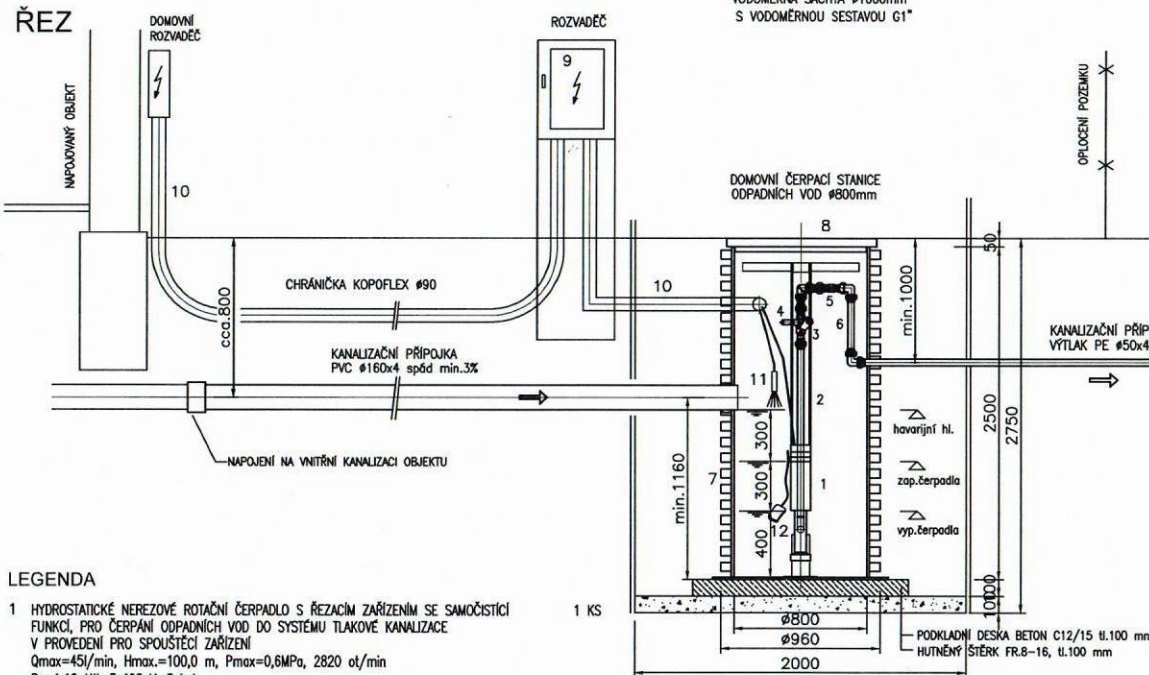 ŘEZ
VODOMĚRNÁ ŠACHTA
S VODOMĚRNOU SESTAVOU G1"
DOMOVNÍ
ROZVADĚČ
ROZVADĚČ
9
NAPOJOVANÝ OBJEKT
OPLOCENÍ POZEMKU
10
DOMOVNÍ ČERPACÍ STANICE
ODPADNÍCH VOD ø800mm
8
50
CHRÁNIČKA KOPOFLEX ø90
10
cca.800
min.1000
4
5
3
6
KANALIZAČNÍ PŘÍPOJKA
PVC ø160x4 spád min.3%
VÝTLAK PE ø50x4
11
2
300
havarijní hl.
2500
2750
NAPOJENÍ NA VNITŘNÍ KANALIZACI OBJEKTU
min.1160
7
300
1
zap.čerpadla
12
400
vyp.čerpadla
LEGENDA
1 HYDROSTATICKÉ NEREZOVÉ ROTAČNÍ ČERPADLO S ŘEZACÍM ZAŘÍZENÍM SE SAMOČISTÍCÍ 1 KS
FUNKCÍ, PRO ČERPÁNÍ ODPADNÍCH VOD DO SYSTÉMU TLAKOVÉ KANALIZACE
V PROVEDENÍ PRO SPOUŠTĚCÍ ZAŘÍZENÍ
Qmax=45l/min, Hmax.=100,0 m, Pmax=0,6MPa, 2820 ot/min
ø800
ø960
2000
PODKLADNÍ DESKA BETON C12/15 tl.100 mm
HUTNĚNÝ ŠTĚRK FR.8-16, tl.100 mm